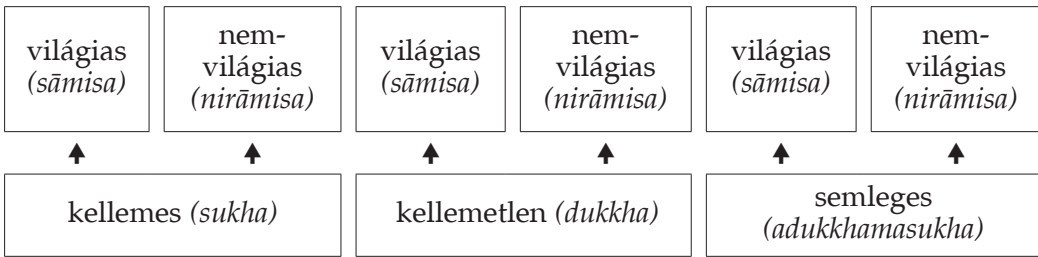 világias
(sāmisa)
nem-
világias
(nirāmisa)
világias
(sāmisa)
nem-
világias
(nirāmisa)
világias
(sāmisa)
nem-
világias
(nirāmisa)
kellemes (sukha)
kellemetlen (dukkha)
semleges
(adukkhamasukha)